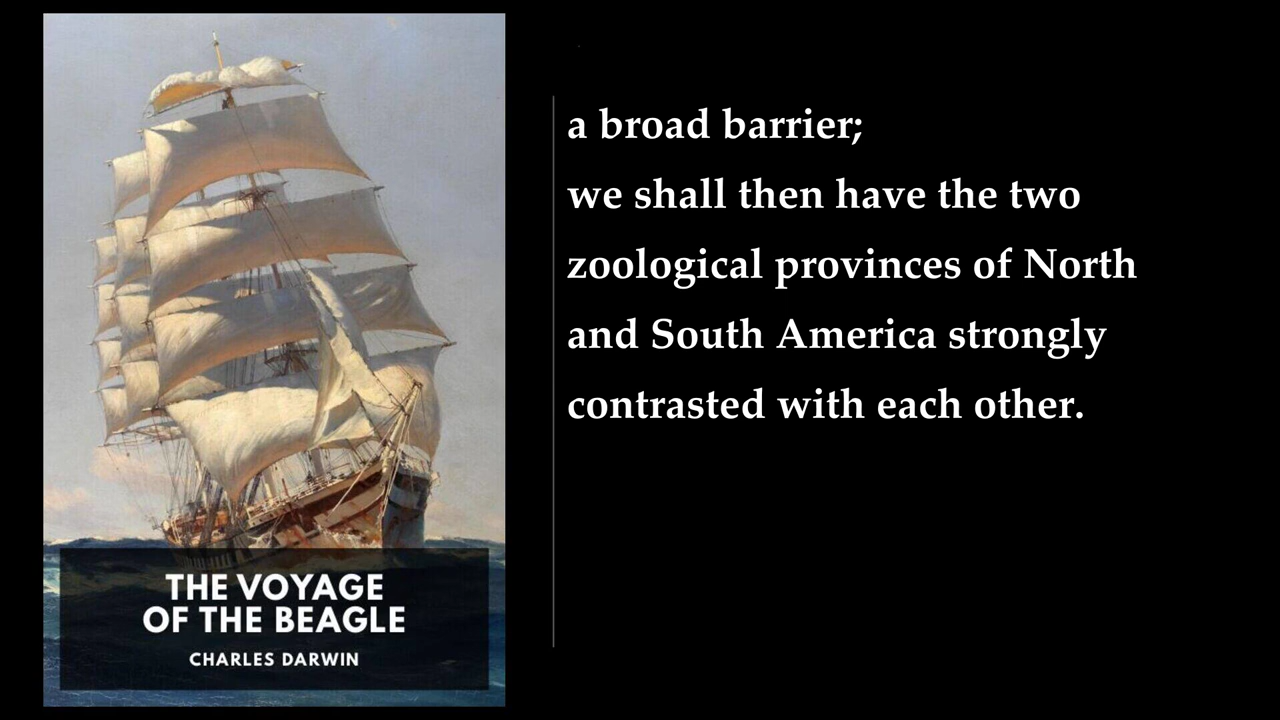 a broad barrier;
we shall then have the two
zoological provinces of North
and South America strongly
contrasted with each other.
THE VOYAGE
OF THE BEAGLE
CHARLES DARWIN